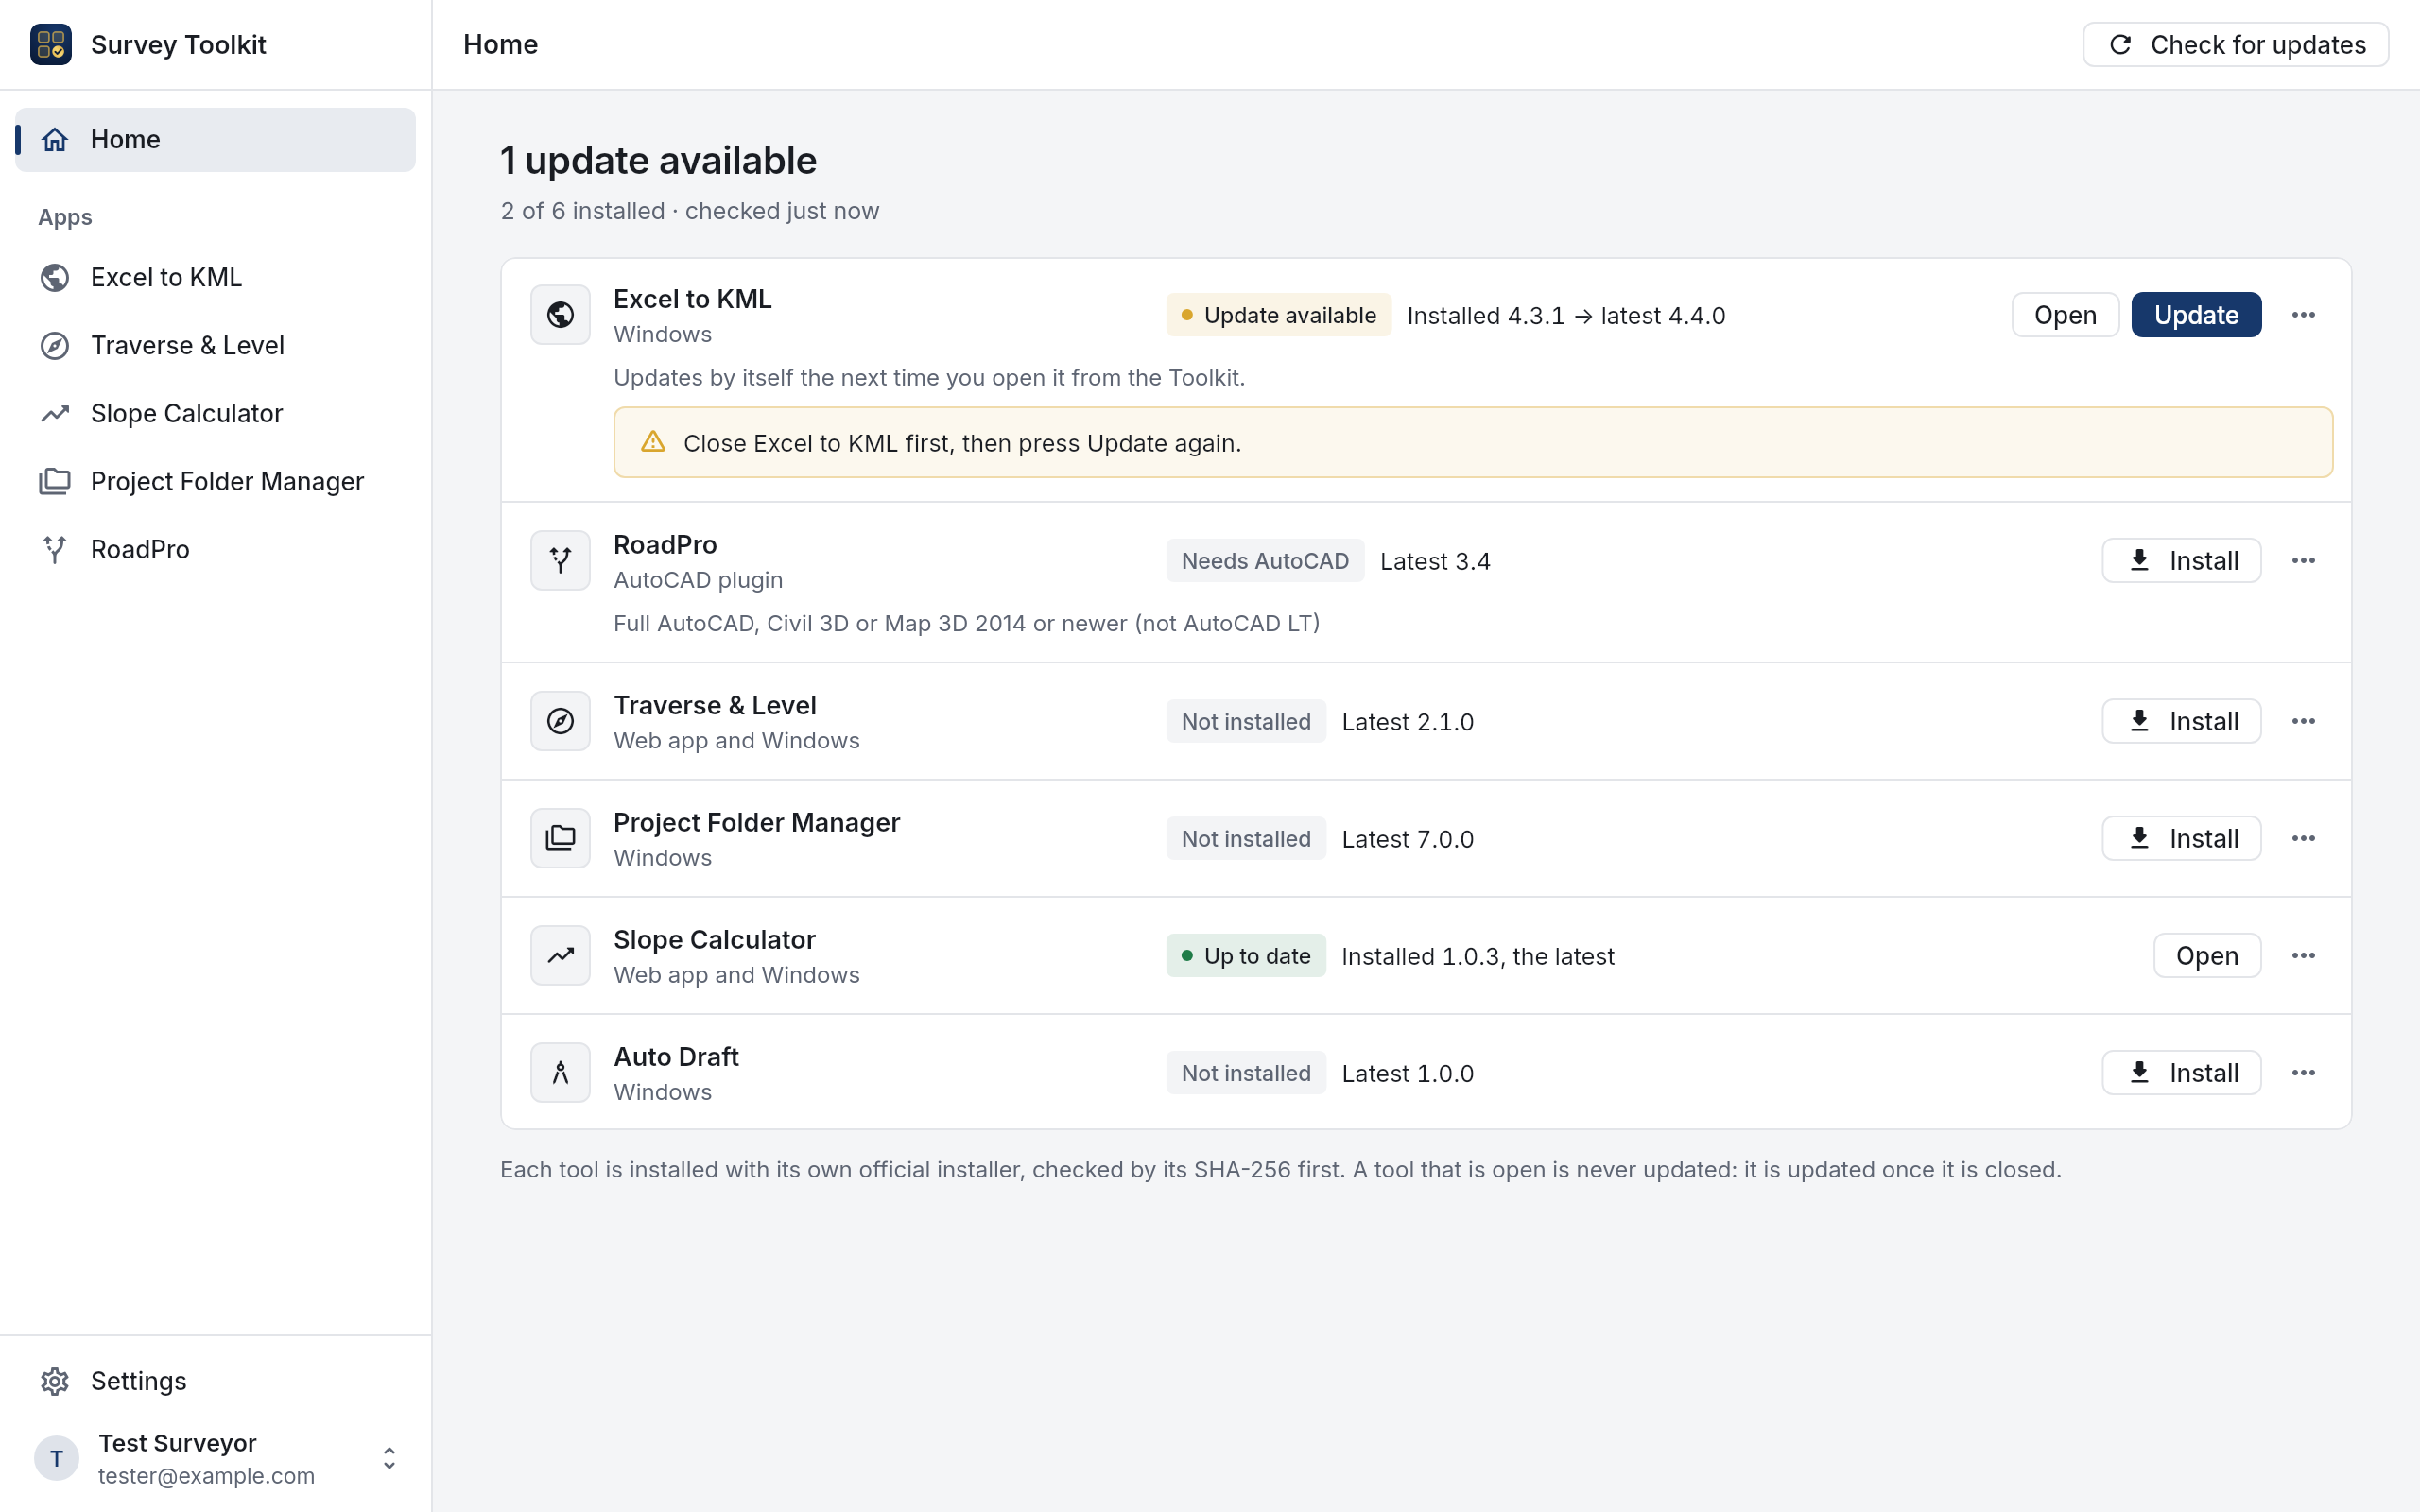 Survey Toolkit
Home
Check for updates
Home
Apps
Excel to KML
Traverse & Level
Slope Calculator
Project Folder Manager
RoadPro
Settings
T
Test Surveyor
tester@example.com
1 update available
2 of 6 installed · checked just now
Excel to KML
Windows
Update available
Installed 4.3.1 → latest 4.4.0
Open
Update
Updates by itself the next time you open it from the Toolkit.
Close Excel to KML first, then press Update again.
RoadPro
AutoCAD plugin
Needs AutoCAD
Latest 3.4
Install
Full AutoCAD, Civil 3D or Map 3D 2014 or newer (not AutoCAD LT)
Traverse & Level
Web app and Windows
Not installed
Latest 2.1.0
Install
Project Folder Manager
Windows
Not installed
Latest 7.0.0
Install
Slope Calculator
Web app and Windows
Up to date
Installed 1.0.3, the latest
Open
Auto Draft
Windows
Not installed
Latest 1.0.0
Install
Each tool is installed with its own official installer, checked by its SHA-256 first. A tool that is open is never updated: it is updated once it is closed.